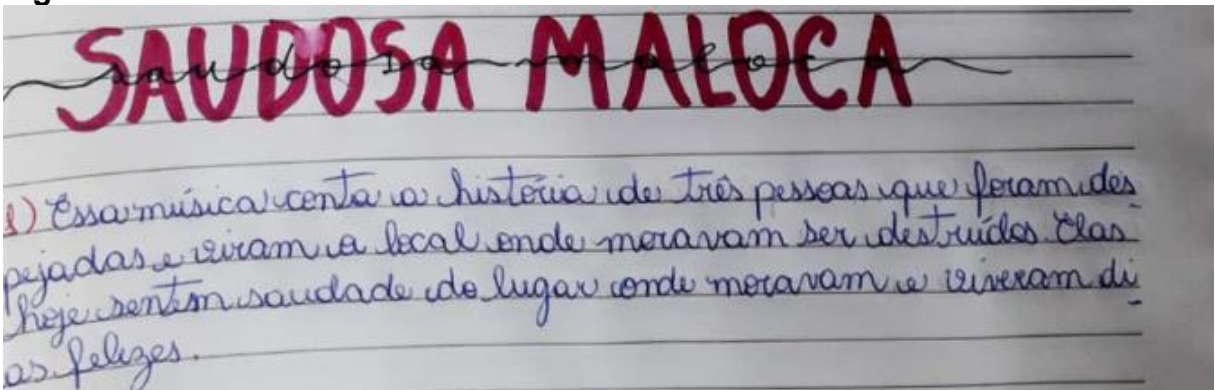 SAUDOSA MALOCA
saudosa maloca
1) Essa música conta a história de três pessoas que foram des
pejadas e viram o local onde moravam ser destruídos. Elas
hoje sentem saudade do lugar onde moravam e viveram di
as felizes.